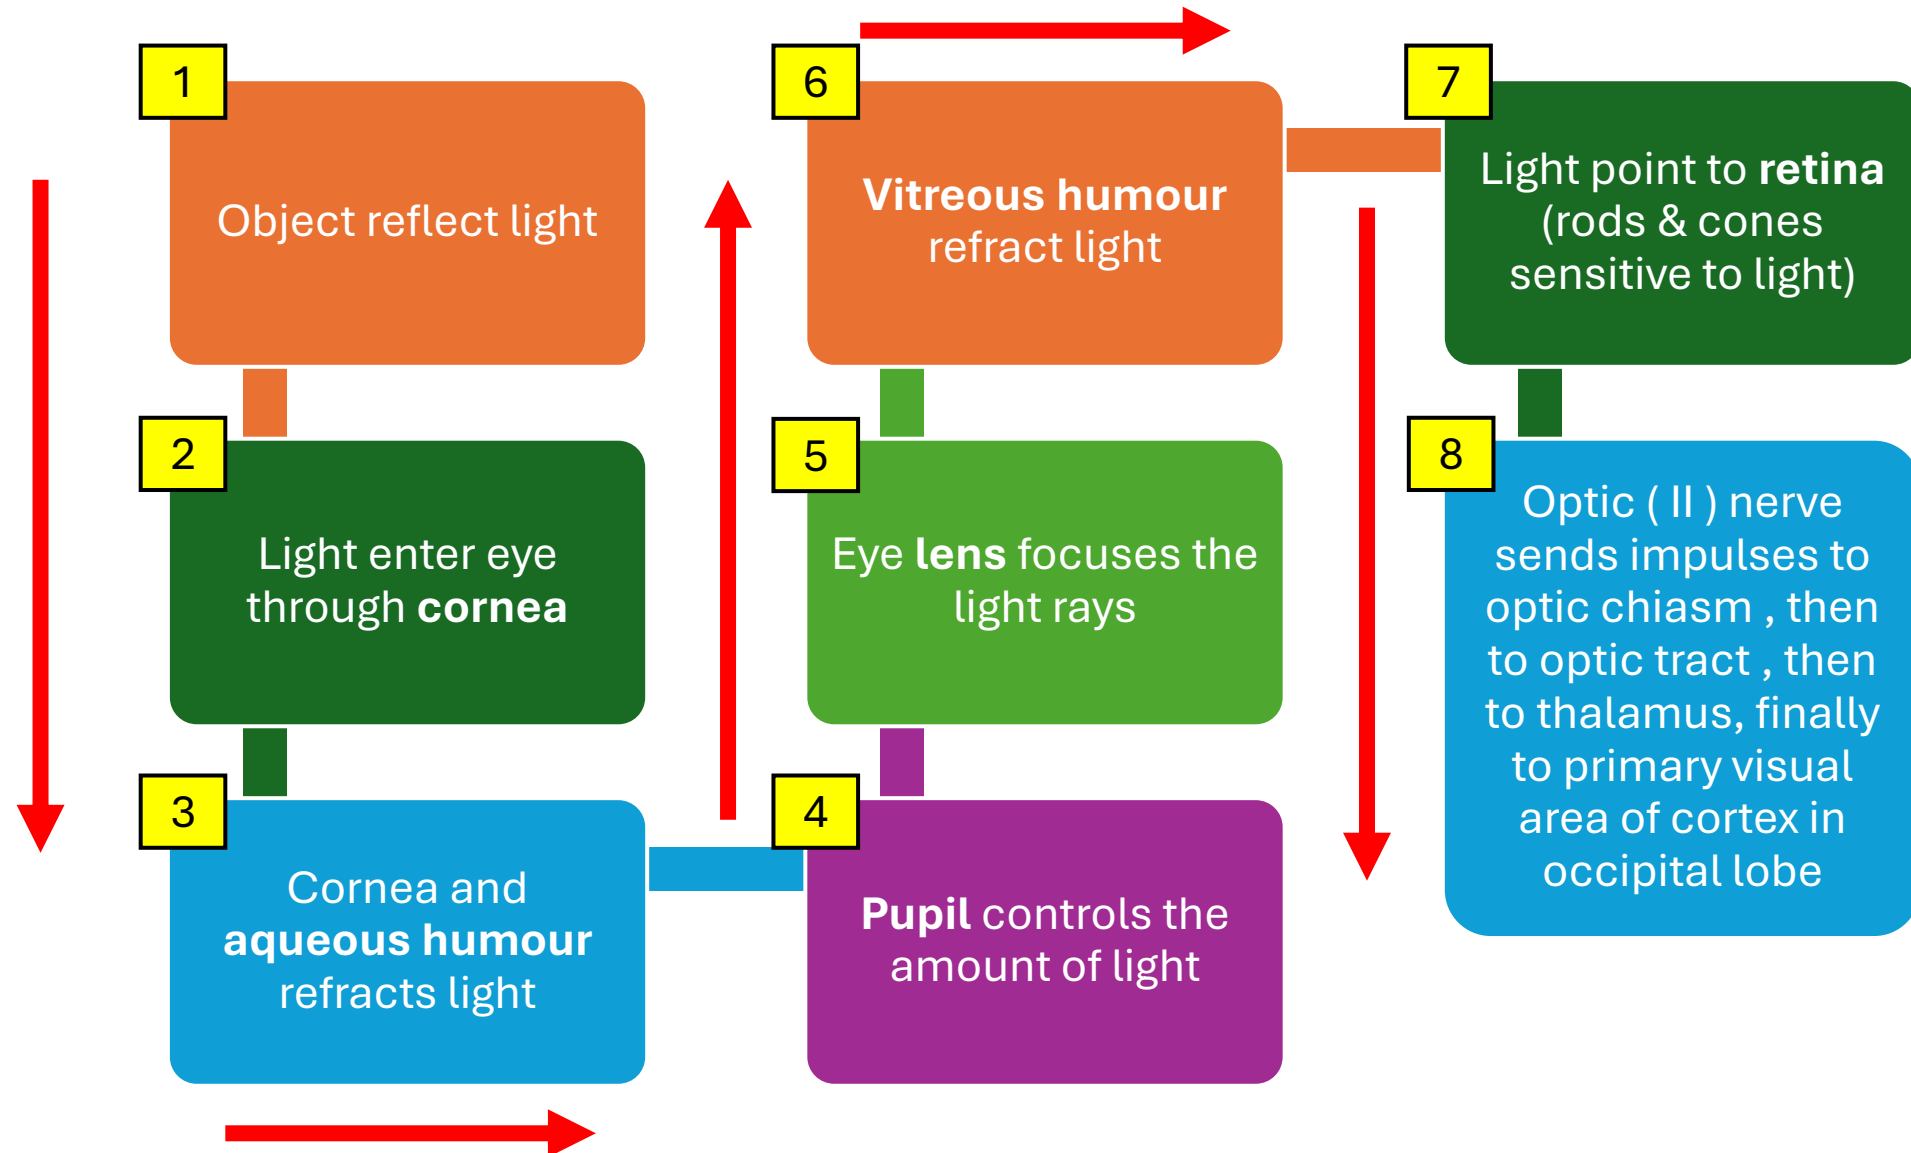 1
Object reflect light
2
Light enter eye
through cornea
3
Cornea and
aqueous humour
refracts light
4
Pupil controls the
amount of light
5
Eye lens focuses the
light rays
6
Vitreous humour
refract light
7
Light point to retina
(rods & cones
sensitive to light)
8
Optic ( II ) nerve
sends impulses to
optic chiasm , then
to optic tract , then
to thalamus, finally
to primary visual
area of cortex in
occipital lobe